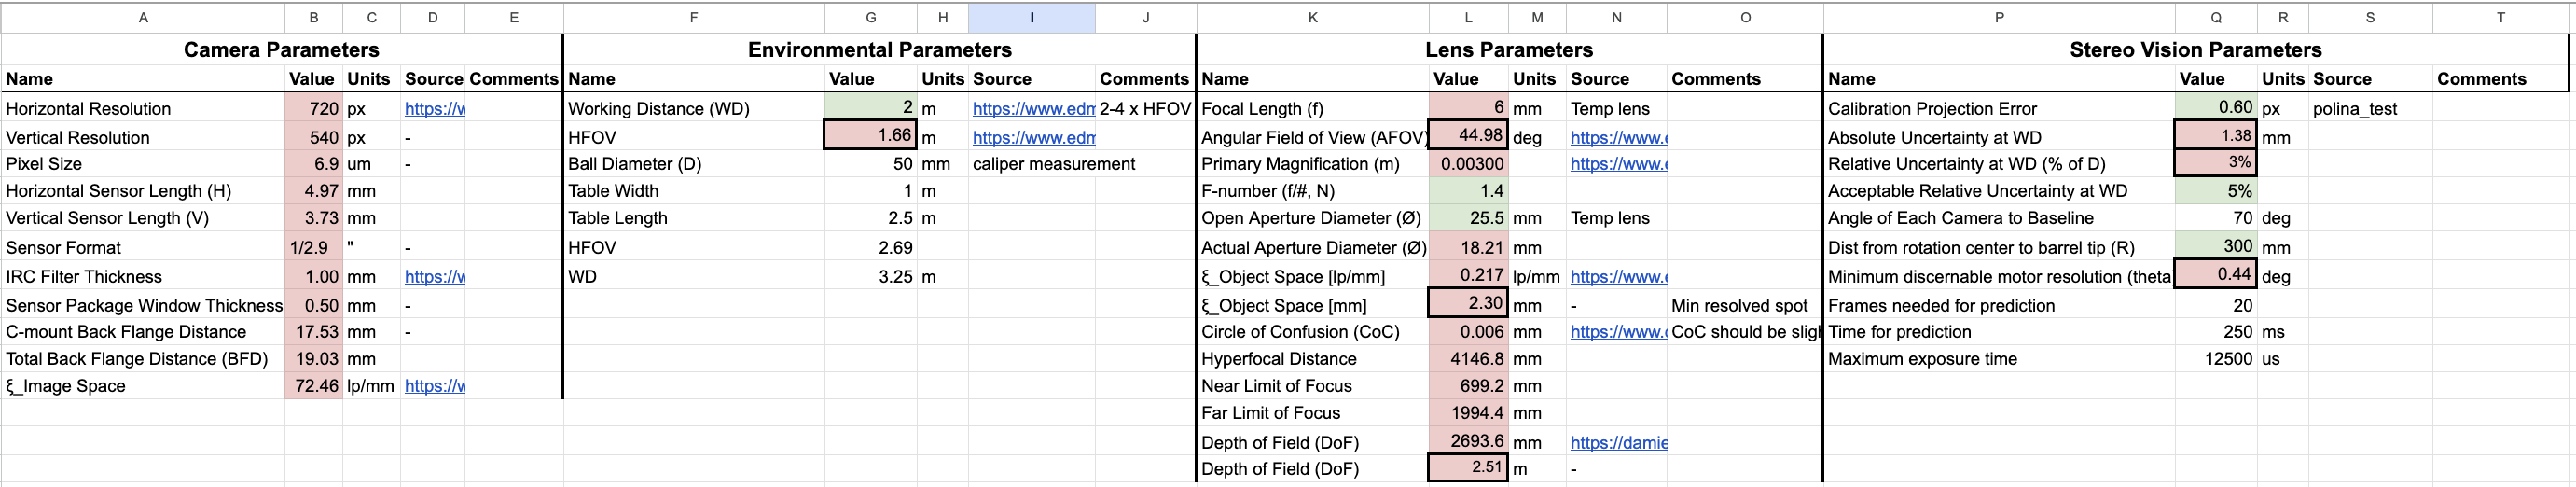 A B C D E F G H I J K L M N O P Q R S T
Camera Parameters Environmental Parameters Lens Parameters Stereo Vision Parameters
Name Value Units Source Comments Name Value Units Source Comments Name Value Units Source Comments Name Value Units Source Comments
Horizontal Resolution 720 px https://w Working Distance (WD) 2 m https://www.edm 2-4 x HFOV Focal Length (f) 6 mm Temp lens Calibration Projection Error 0.60 px polina_test
Vertical Resolution 540 px - HFOV 1.66 m https://www.edm Angular Field of View (AFOV) 44.98 deg https://www.e Absolute Uncertainty at WD 1.38 mm
Pixel Size 6.9 um - Ball Diameter (D) 50 mm caliper measurement Primary Magnification (m) 0.00300 https://www.e Relative Uncertainty at WD (% of D) 3%
Horizontal Sensor Length (H) 4.97 mm Table Width 1 m F-number (f/#, N) 1.4 Acceptable Relative Uncertainty at WD 5%
Vertical Sensor Length (V) 3.73 mm Table Length 2.5 m Open Aperture Diameter (Ø) 25.5 mm Temp lens Angle of Each Camera to Baseline 70 deg
Sensor Format 1/2.9 " - HFOV 2.69 Actual Aperture Diameter (Ø) 18.21 mm Dist from rotation center to barrel tip (R) 300 mm
IRC Filter Thickness 1.00 mm https://w WD 3.25 m ξ_Object Space [lp/mm] 0.217 lp/mm https://www.e Minimum discernable motor resolution (theta 0.44 deg
Sensor Package Window Thickness 0.50 mm - ξ_Object Space [mm] 2.30 mm - Min resolved spot Frames needed for prediction 20
C-mount Back Flange Distance 17.53 mm - Circle of Confusion (CoC) 0.006 mm https://www. CoC should be sligh Time for prediction 250 ms
Total Back Flange Distance (BFD) 19.03 mm Hyperfocal Distance 4146.8 mm Maximum exposure time 12500 us
ξ_Image Space 72.46 lp/mm https://w Near Limit of Focus 699.2 mm
Far Limit of Focus 1994.4 mm
Depth of Field (DoF) 2693.6 mm https://damie
Depth of Field (DoF) 2.51 m -